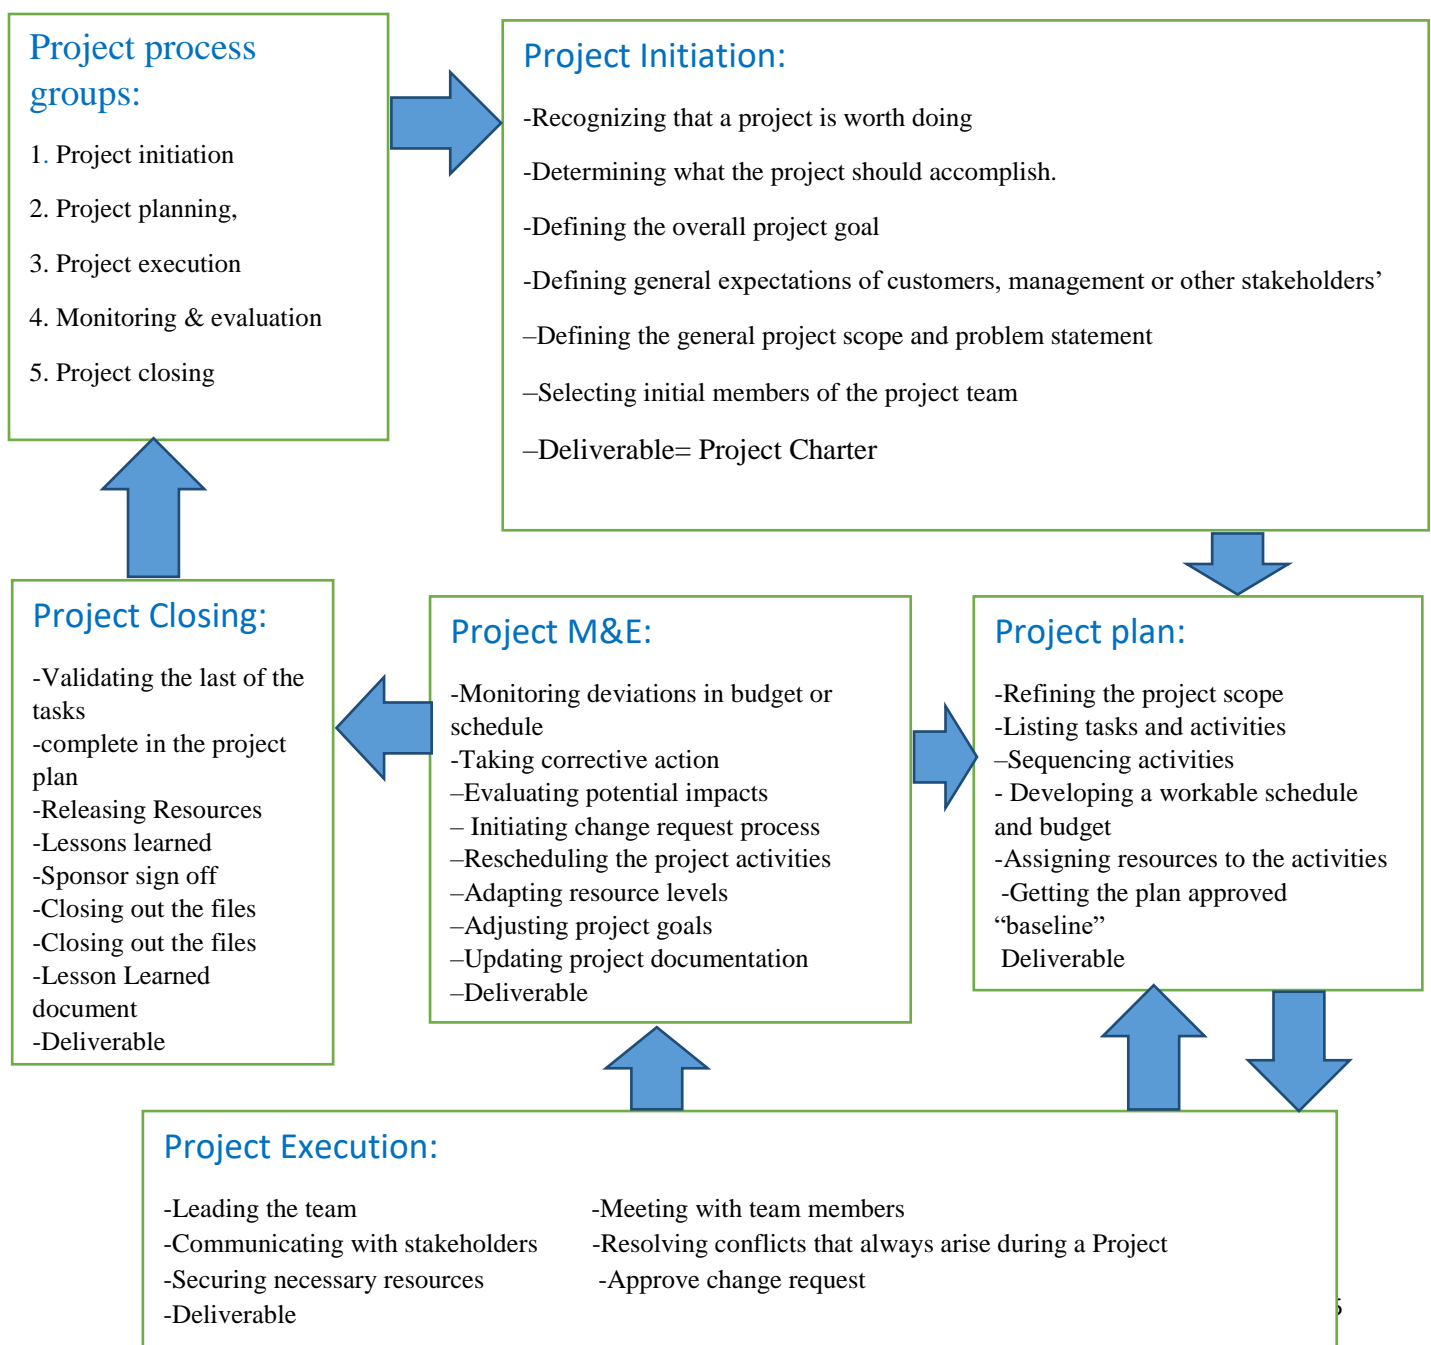 Project process
groups:
1. Project initiation
2. Project planning,
3. Project execution
4. Monitoring & evaluation
5. Project closing
Project Initiation:
-Recognizing that a project is worth doing
-Determining what the project should accomplish.
-Defining the overall project goal
-Defining general expectations of customers, management or other stakeholders’
–Defining the general project scope and problem statement
–Selecting initial members of the project team
–Deliverable= Project Charter
Project Closing:
-Validating the last of the
tasks
-complete in the project
plan
-Releasing Resources
-Lessons learned
-Sponsor sign off
-Closing out the files
-Closing out the files
-Lesson Learned
document
-Deliverable
Project M&E:
-Monitoring deviations in budget or
schedule
-Taking corrective action
–Evaluating potential impacts
– Initiating change request process
–Rescheduling the project activities
–Adapting resource levels
–Adjusting project goals
–Updating project documentation
–Deliverable
Project plan:
-Refining the project scope
-Listing tasks and activities
–Sequencing activities
- Developing a workable schedule
and budget
-Assigning resources to the activities
-Getting the plan approved
“baseline”
Deliverable
Project Execution:
-Leading the team -Meeting with team members
-Communicating with stakeholders -Resolving conflicts that always arise during a Project
-Securing necessary resources -Approve change request
-Deliverable